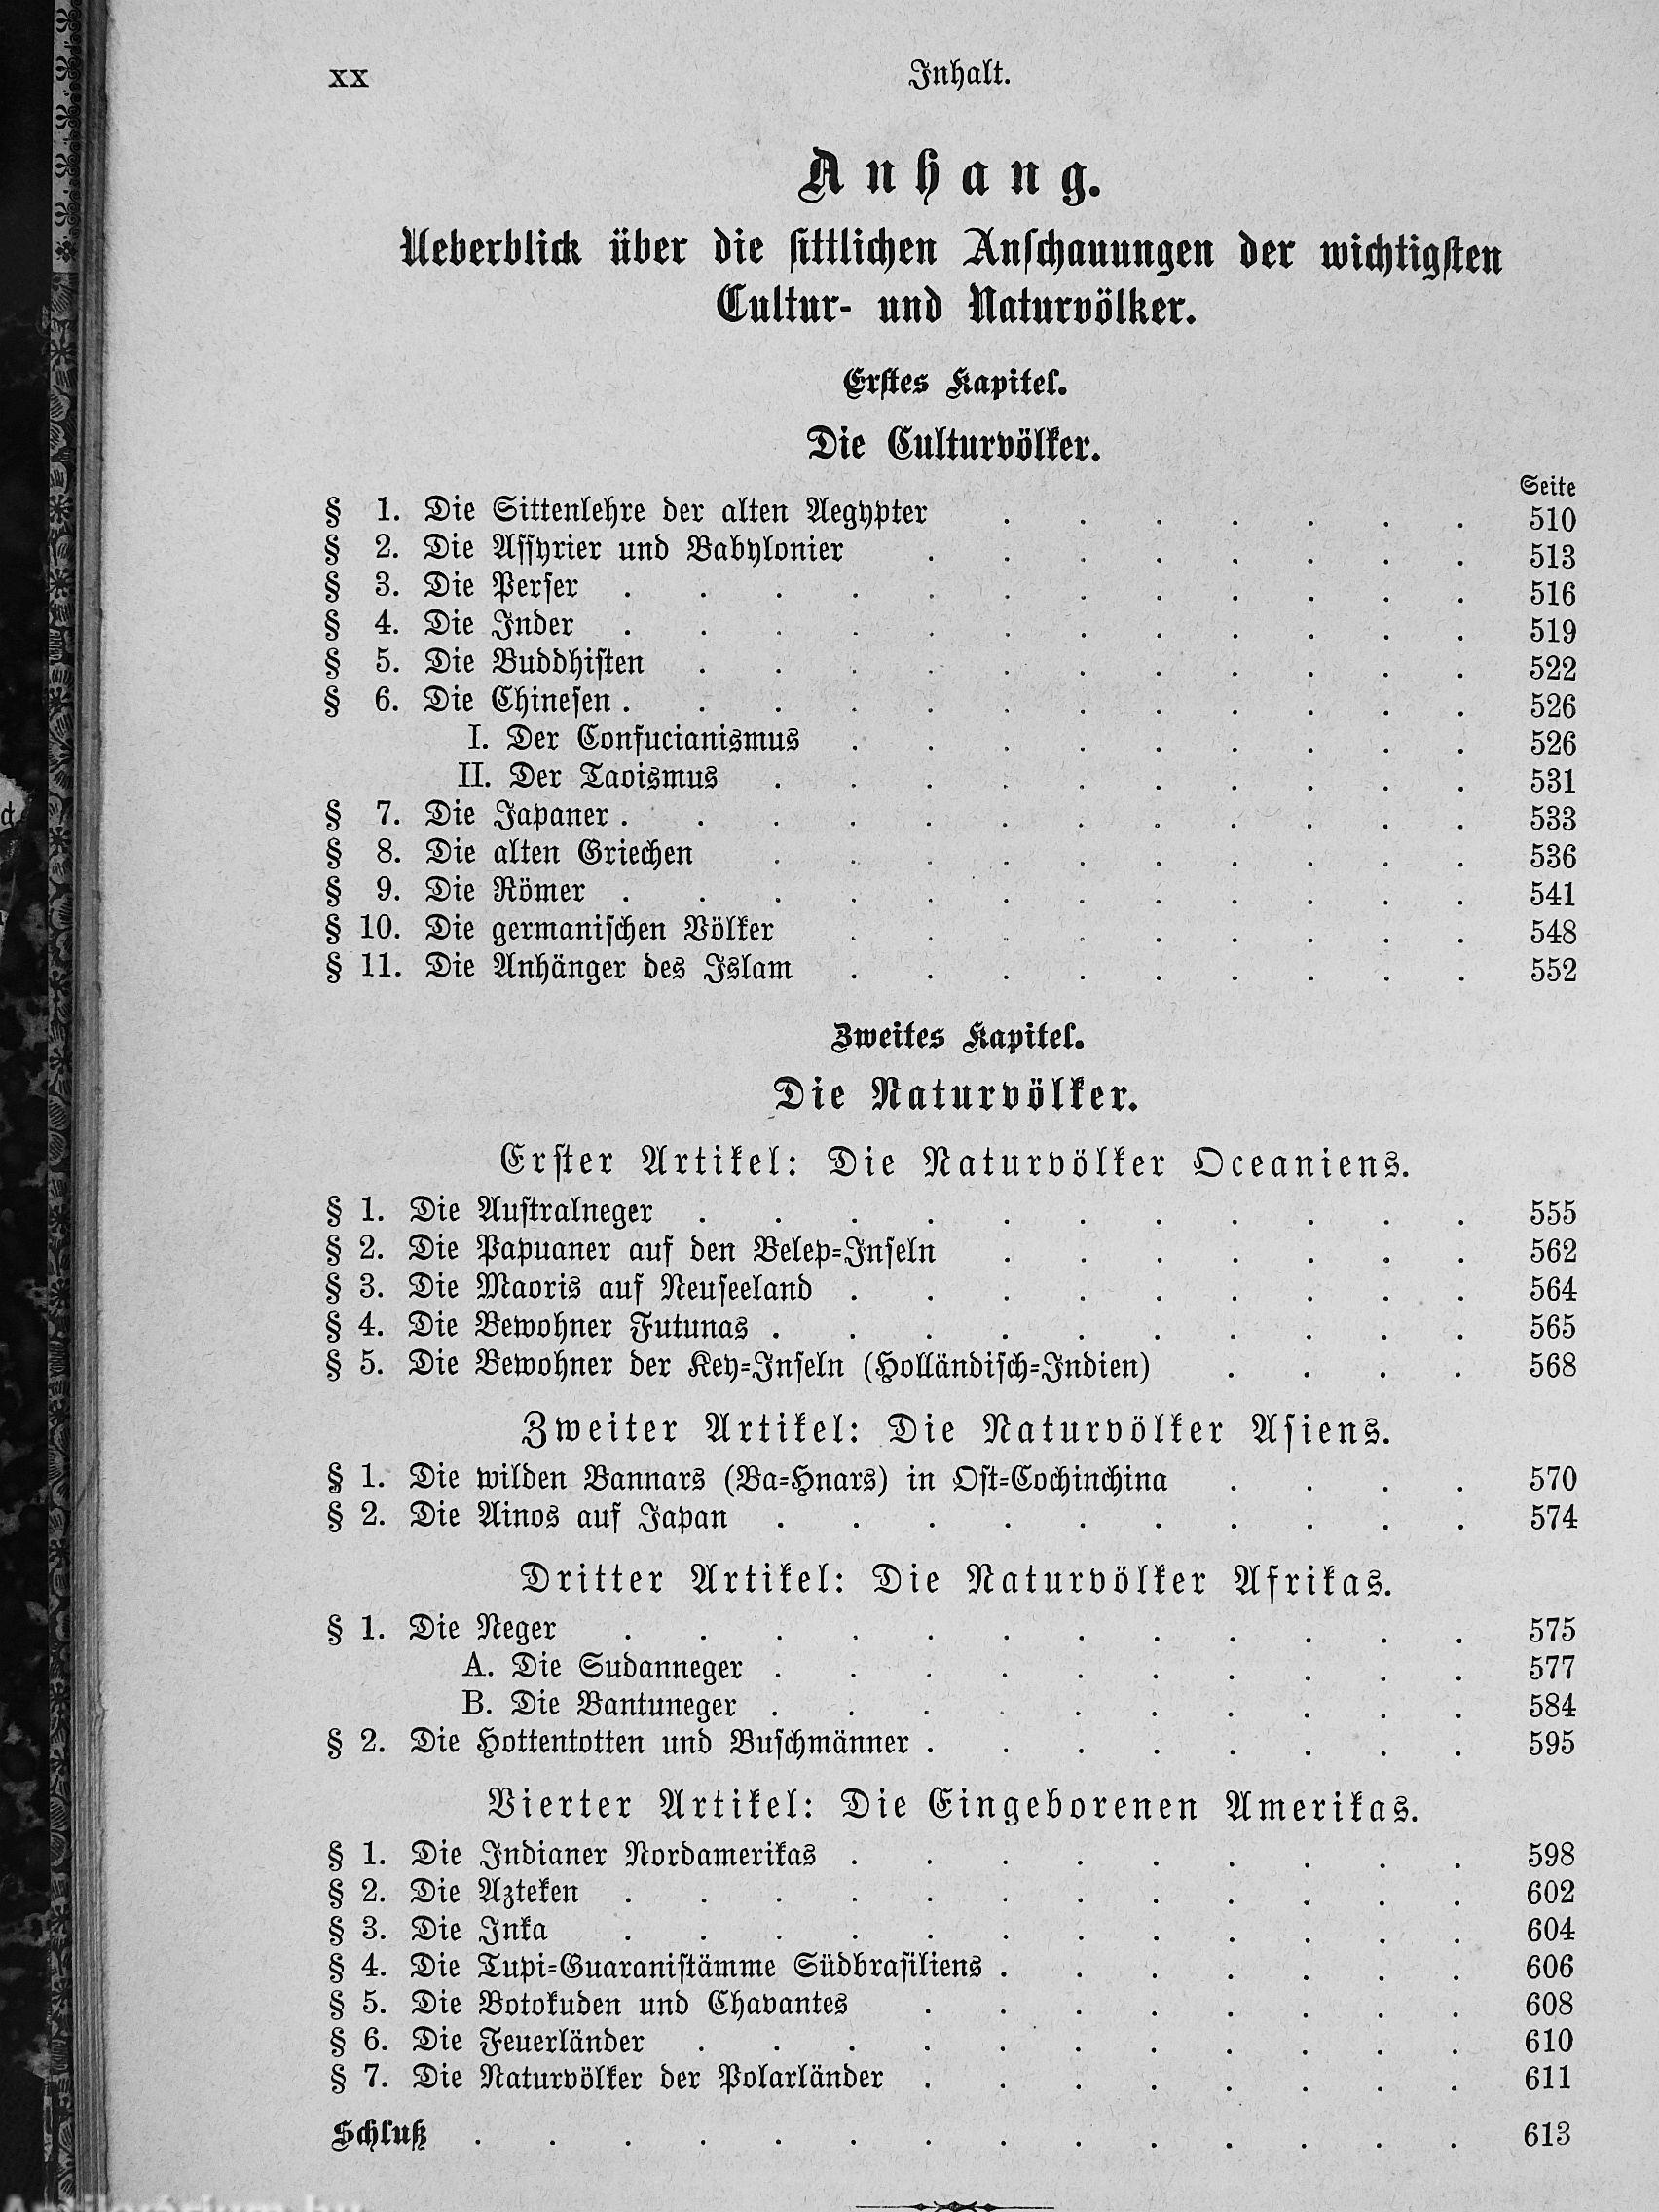 XX Inhalt.
Anhang.
Ueberblick über die sittlichen Anschauungen der wichtigsten
Cultur- und Naturvölker.
Erstes Kapitel.
Die Culturvölker.
Seite
§ 1. Die Sittenlehre der alten Aegypter . . . . . . . 510
§ 2. Die Assyrier und Babylonier . . . . . . . . 513
§ 3. Die Perser . . . . . . . . . . . . 516
§ 4. Die Inder . . . . . . . . . . . . 519
§ 5. Die Buddhisten . . . . . . . . . . . 522
§ 6. Die Chinesen . . . . . . . . . . . . 526
I. Der Confucianismus . . . . . . . . . 526
II. Der Taoismus . . . . . . . . . . 531
§ 7. Die Japaner . . . . . . . . . . . . 533
§ 8. Die alten Griechen . . . . . . . . . . 536
§ 9. Die Römer . . . . . . . . . . . . 541
§ 10. Die germanischen Völker . . . . . . . . . 548
§ 11. Die Anhänger des Islam . . . . . . . . . 552
Zweites Kapitel.
Die Naturvölker.
Erster Artikel: Die Naturvölker Oceaniens.
§ 1. Die Australneger . . . . . . . . . . . 555
§ 2. Die Papuaner auf den Belep-Inseln . . . . . . . 562
§ 3. Die Maoris auf Neuseeland . . . . . . . . . 564
§ 4. Die Bewohner Futunas . . . . . . . . . . 565
§ 5. Die Bewohner der Key-Inseln (Holländisch-Indien) . . . . 568
Zweiter Artikel: Die Naturvölker Asiens.
§ 1. Die wilden Bannars (Ba-Hnars) in Ost-Cochinchina . . . . 570
§ 2. Die Ainos auf Japan . . . . . . . . . . 574
Dritter Artikel: Die Naturvölker Afrikas.
§ 1. Die Neger . . . . . . . . . . . . 575
A. Die Sudanneger . . . . . . . . . . 577
B. Die Bantuneger . . . . . . . . . . 584
§ 2. Die Hottentotten und Buschmänner . . . . . . . . 595
Vierter Artikel: Die Eingeborenen Amerikas.
§ 1. Die Indianer Nordamerikas . . . . . . . . . 598
§ 2. Die Azteken . . . . . . . . . . . . 602
§ 3. Die Inka . . . . . . . . . . . . 604
§ 4. Die Tupi-Guaranistämme Südbrasiliens . . . . . . . 606
§ 5. Die Botokuden und Chavantes . . . . . . . . 608
§ 6. Die Feuerländer . . . . . . . . . . . 610
§ 7. Die Naturvölker der Polarländer . . . . . . . . 611
Schluß . . . . . . . . . . . . . . 613